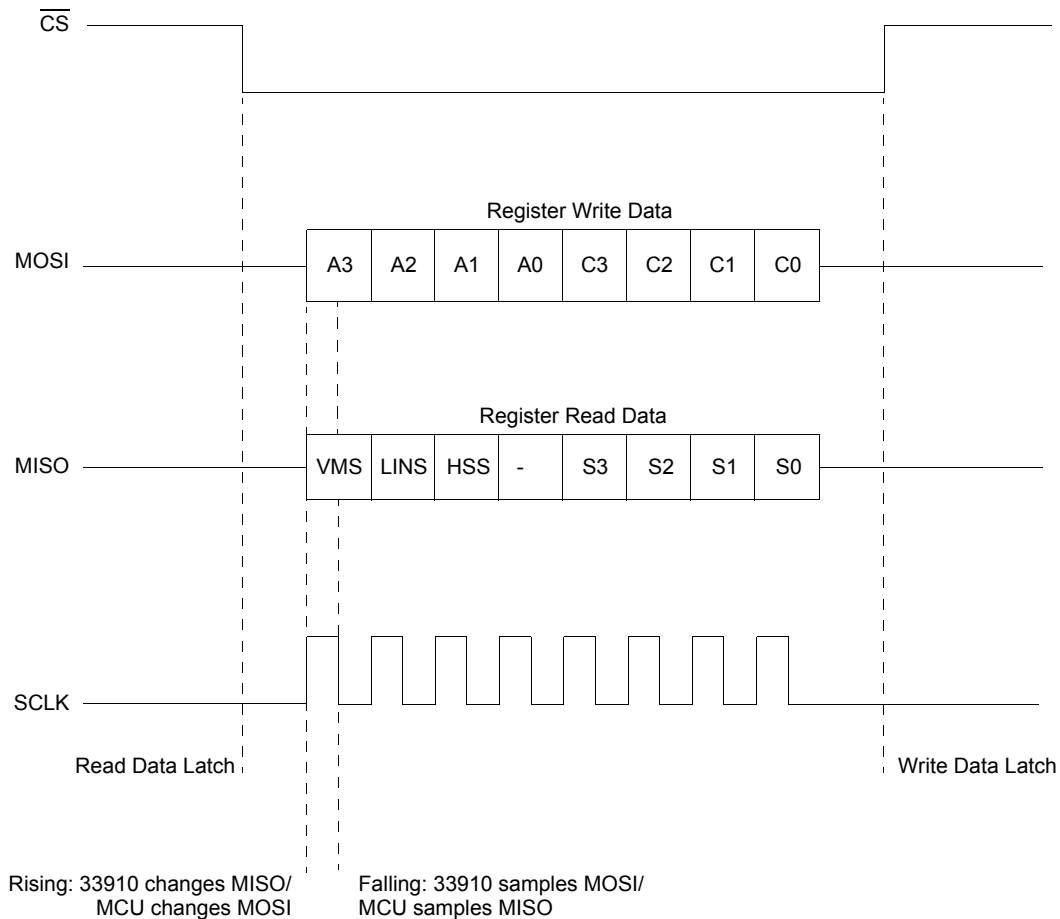 CS
Register Write Data
MOSI
A3 A2 A1 A0 C3 C2 C1 C0
Register Read Data
MISO
VMS LINS HSS - S3 S2 S1 S0
SCLK
Read Data Latch
Write Data Latch
Rising: 33910 changes MISO/
MCU changes MOSI
Falling: 33910 samples MOSI/
MCU samples MISO